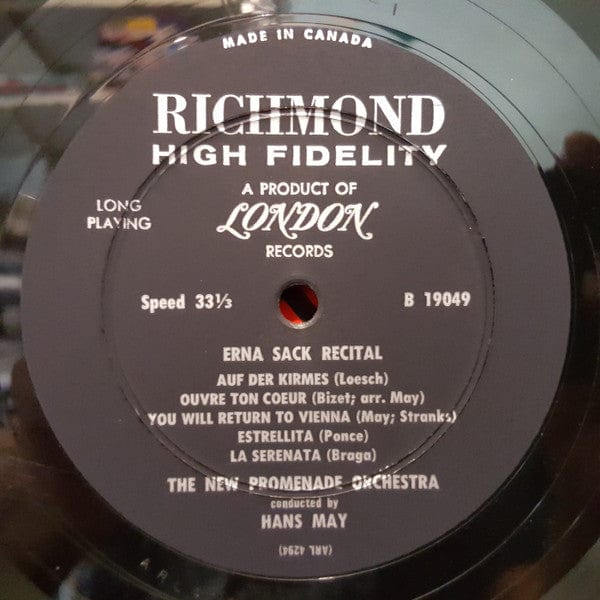 MADE IN CANADA
RICHMOND
HIGH FIDELITY
A PRODUCT OF
LONDON
RECORDS
LONG
PLAYING
Speed 33⅓
B 19049
ERNA SACK RECITAL
AUF DER KIRMES (Loesch)
OUVRE TON COEUR (Bizet; arr. May)
YOU WILL RETURN TO VIENNA (May; Stranks)
ESTRELLITA (Ponce)
LA SERENATA (Braga)
THE NEW PROMENADE ORCHESTRA
conducted by
HANS MAY
(ARL 4294)